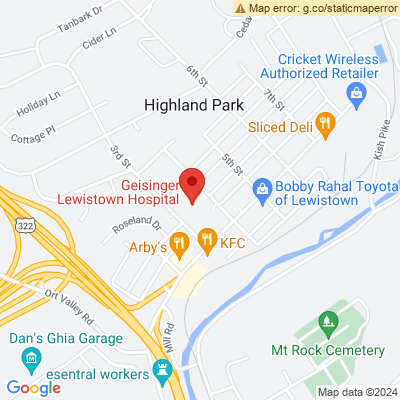 Map error: g.co/staticmaperror
Tanbark Dr
Cider Ln
Ceda
6th St
Cricket Wireless
Authorized Retailer
Holiday Ln
7th St
Highland Park
Cottage Pl
Sliced Deli
Kish Pike
3rd St
5th St
Geisinger
Lewistown Hospital
Bobby Rahal Toyota
of Lewistown
322
Roseland Dr
Arby's
KFC
Ort Valley Rd
Mill Rd
Dan's Ghia Garage
Mt Rock Cemetery
esentral workers
Google
Map data ©2024